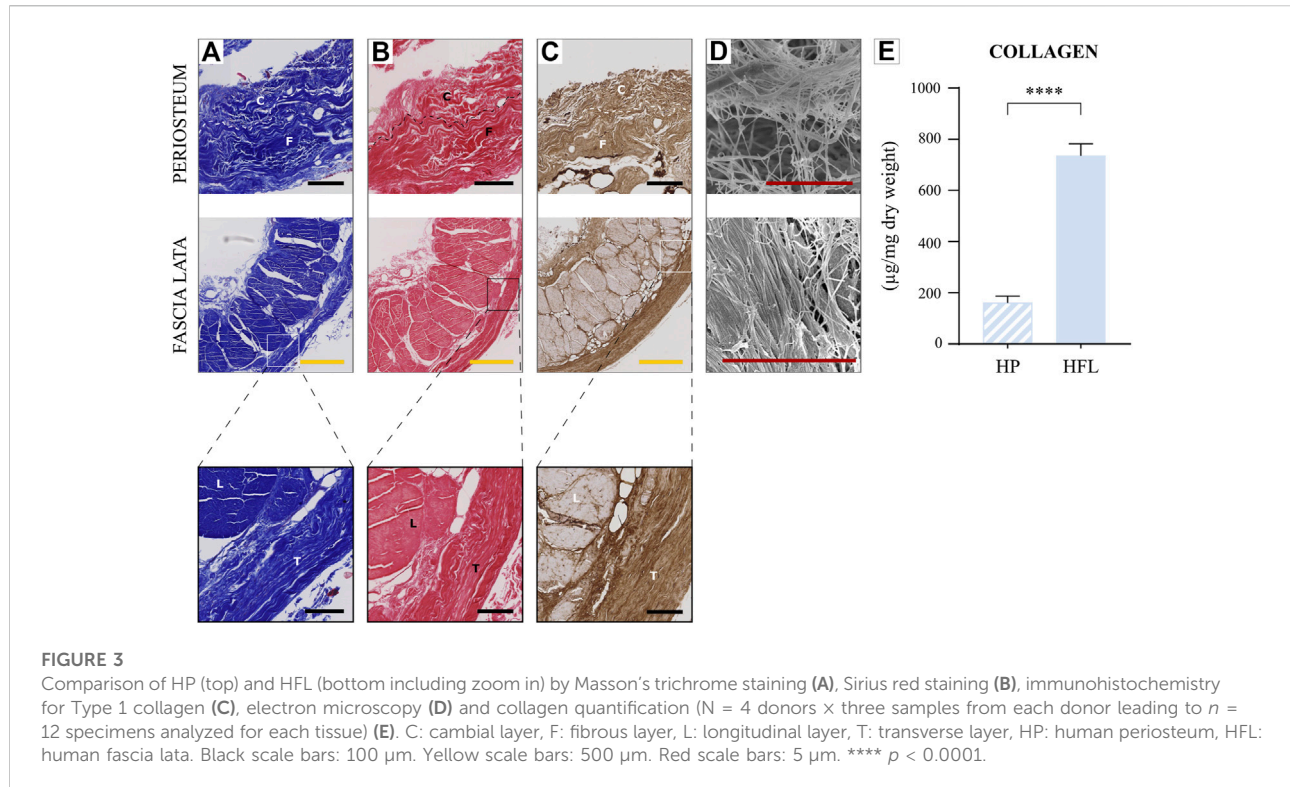 A
B
C
D
E
PERIOSTEUM
C
F
C
F
C
F
FASCIA LATA
L
T
L
T
L
T
COLLAGEN
****
(µg/mg dry weight)
1000
800
600
400
200
0
HP
HFL
FIGURE 3
Comparison of HP (top) and HFL (bottom including zoom in) by Masson's trichrome staining (A), Sirius red staining (B), immunohistochemistry
for Type 1 collagen (C), electron microscopy (D) and collagen quantification (N = 4 donors × three samples from each donor leading to n =
12 specimens analyzed for each tissue) (E). C: cambial layer, F: fibrous layer, L: longitudinal layer, T: transverse layer, HP: human periosteum, HFL:
human fascia lata. Black scale bars: 100 µm. Yellow scale bars: 500 µm. Red scale bars: 5 µm. **** p < 0.0001.